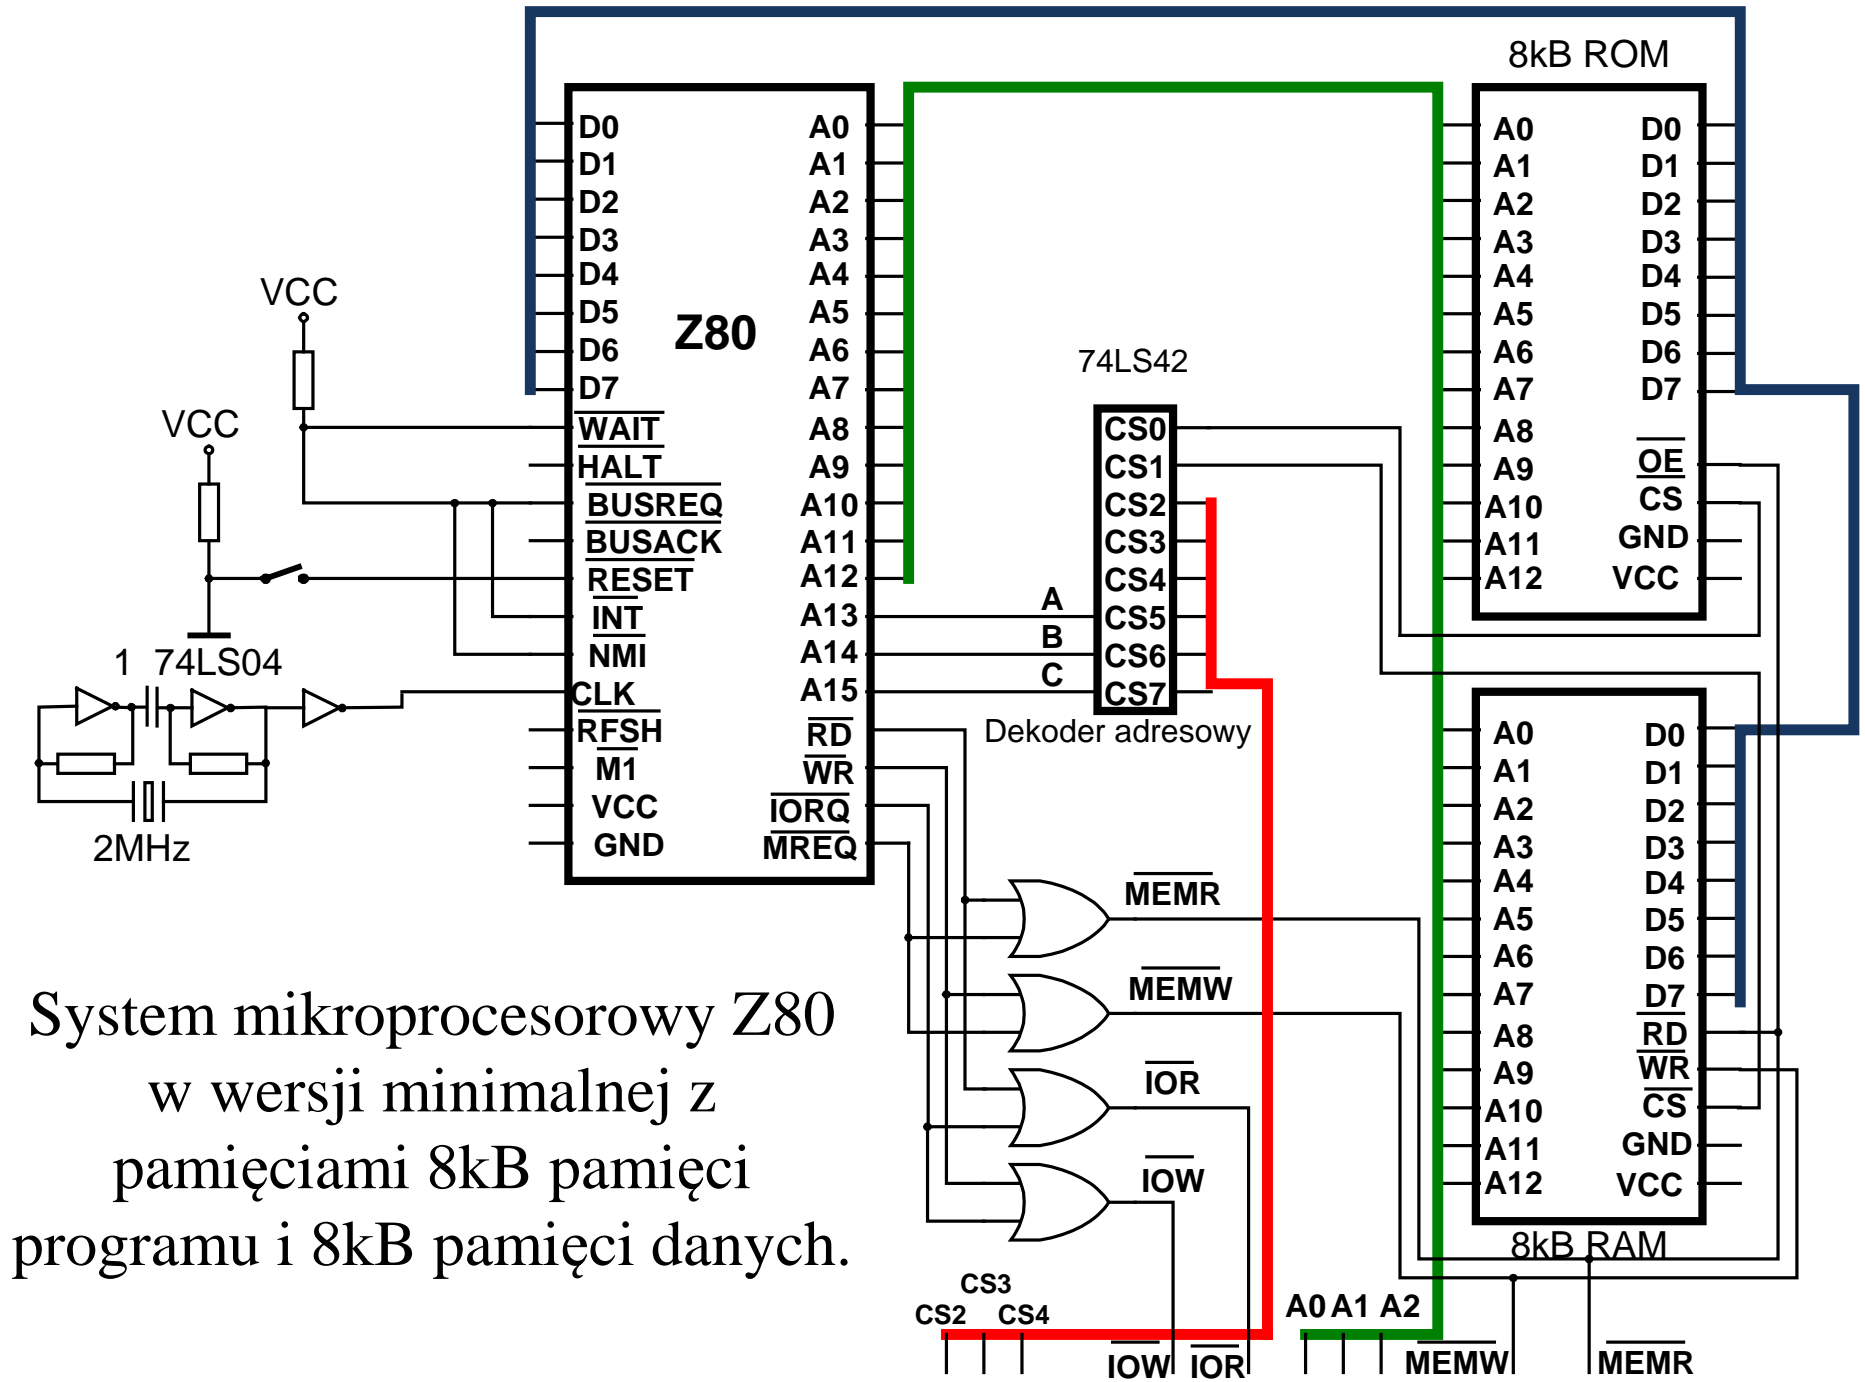 8kB ROM
Z80
D0
D1
D2
D3
D4
D5
D6
D7
WAIT
HALT
BUSREQ
BUSACK
RESET
INT
NMI
CLK
RFSH
M1
VCC
GND
A0
A1
A2
A3
A4
A5
A6
A7
A8
A9
A10
A11
A12
A13
A14
A15
RD
WR
IORQ
MREQ
VCC
VCC
1 74LS04
2MHz
74LS42
CS0
CS1
CS2
CS3
CS4
CS5
CS6
CS7
A
B
C
Dekoder adresowy
A0
A1
A2
A3
A4
A5
A6
A7
A8
A9
A10
A11
A12
D0
D1
D2
D3
D4
D5
D6
D7
OE
CS
GND
VCC
A0
A1
A2
A3
A4
A5
A6
A7
A8
A9
A10
A11
A12
D0
D1
D2
D3
D4
D5
D6
D7
RD
WR
CS
GND
VCC
8kB RAM
MEMR
MEMW
IOR
IOW
System mikroprocesorowy Z80
w wersji minimalnej z
pamięciami 8kB pamięci
programu i 8kB pamięci danych.
CS3
CS2 CS4
IOW IOR
A0 A1 A2
MEMW MEMR